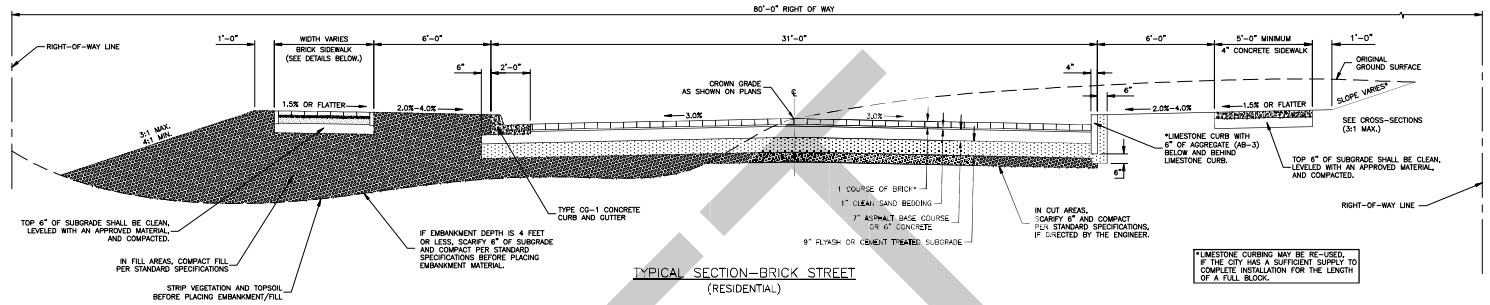 80'-0" RIGHT OF WAY
RIGHT-OF-WAY LINE
1'-0"
WIDTH VARIES
BRICK SIDEWALK
(SEE DETAILS BELOW.)
6'-0"
31'-0"
6'-0"
5'-0" MINIMUM
4" CONCRETE SIDEWALK
1'-0"
6"
2'-0"
4"
6"
CROWN GRADE
AS SHOWN ON PLANS
ORIGINAL
GROUND SURFACE
1.5% OR FLATTER
2.0%-4.0%
3.0%
3.0%
2.0%-4.0%
1.5% OR FLATTER
SLOPE VARIES*
3:1 MAX.
4:1 MIN.
SEE CROSS-SECTIONS
(3:1 MAX.)
*LIMESTONE CURB WITH
6" OF AGGREGATE (AB-3)
BELOW AND BEHIND
LIMESTONE CURB.
6"
TOP 6" OF SUBGRADE SHALL BE CLEAN,
LEVELED WITH AN APPROVED MATERIAL,
AND COMPACTED.
1 COURSE OF BRICK*
1" CLEAN SAND BEDDING
7" ASPHALT BASE COURSE
OR 6" CONCRETE
9" FLYASH OR CEMENT TREATED SUBGRADE
TYPE CG-1 CONCRETE
CURB AND GUTTER
IN CUT AREAS,
SCARIFY 6" AND COMPACT
PER STANDARD SPECIFICATIONS,
IF DIRECTED BY THE ENGINEER.
RIGHT-OF-WAY LINE
TOP 6" OF SUBGRADE SHALL BE CLEAN,
LEVELED WITH AN APPROVED MATERIAL,
AND COMPACTED.
IF EMBANKMENT DEPTH IS 4 FEET
OR LESS, SCARIFY 6" OF SUBGRADE
AND COMPACT PER STANDARD
SPECIFICATIONS BEFORE PLACING
EMBANKMENT MATERIAL.
IN FILL AREAS, COMPACT FILL
PER STANDARD SPECIFICATIONS
STRIP VEGETATION AND TOPSOIL
BEFORE PLACING EMBANKMENT/FILL
TYPICAL SECTION-BRICK STREET
(RESIDENTIAL)
*LIMESTONE CURBING MAY BE RE-USED,
IF THE CITY HAS A SUFFICIENT SUPPLY TO
COMPLETE INSTALLATION FOR THE LENGTH
OF A FULL BLOCK.